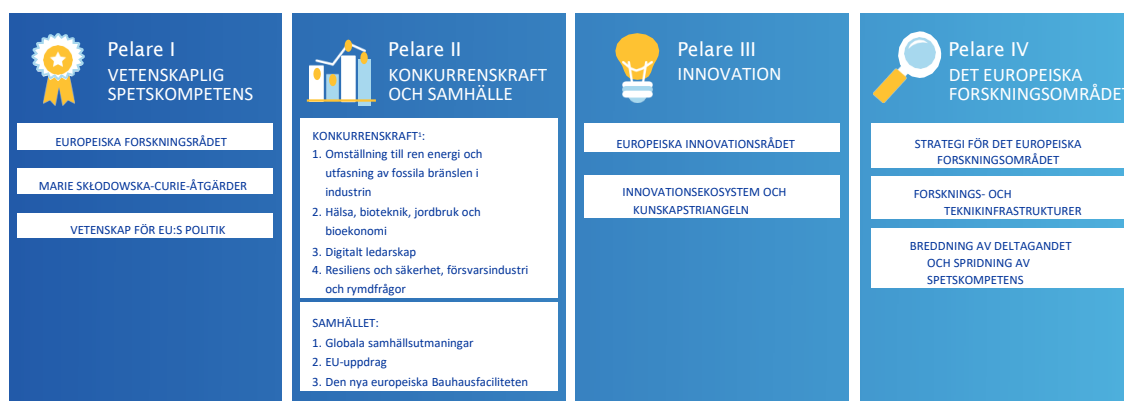 Pelare I
VETENSKAPLIG
SPETSKOMPETENS
EUROPEISKA FORSKNINGSRÅDET
MARIE SKŁODOWSKA-CURIE-ÅTGÄRDER
VETENSKAP FÖR EU:S POLITIK
Pelare II
KONKURRENSKRAFT
OCH SAMHÄLLE
KONKURRENSKRAFT¹:
1. Omställning till ren energi och
utfasning av fossila bränslen i
industrin
2. Hälsa, bioteknik, jordbruk och
bioekonomi
3. Digitalt ledarskap
4. Resiliens och säkerhet, försvarsindustri
och rymdfrågor
SAMHÄLLET:
1. Globala samhällsutmaningar
2. EU-uppdrag
3. Den nya europeiska Bauhausfaciliteten
Pelare III
INNOVATION
EUROPEISKA INNOVATIONSRÅDET
INNOVATIONSEKOSYSTEM OCH
KUNSKAPSTRIANGELN
Pelare IV
DET EUROPEISKA
FORSKNINGSOMRÅDET
STRATEGI FÖR DET EUROPEISKA
FORSKNINGSOMRÅDET
FORSKNINGS- OCH
TEKNIKINFRASTRUKTURER
BREDDNING AV DELTAGANDET
OCH SPRIDNING AV
SPETSKOMPETENS